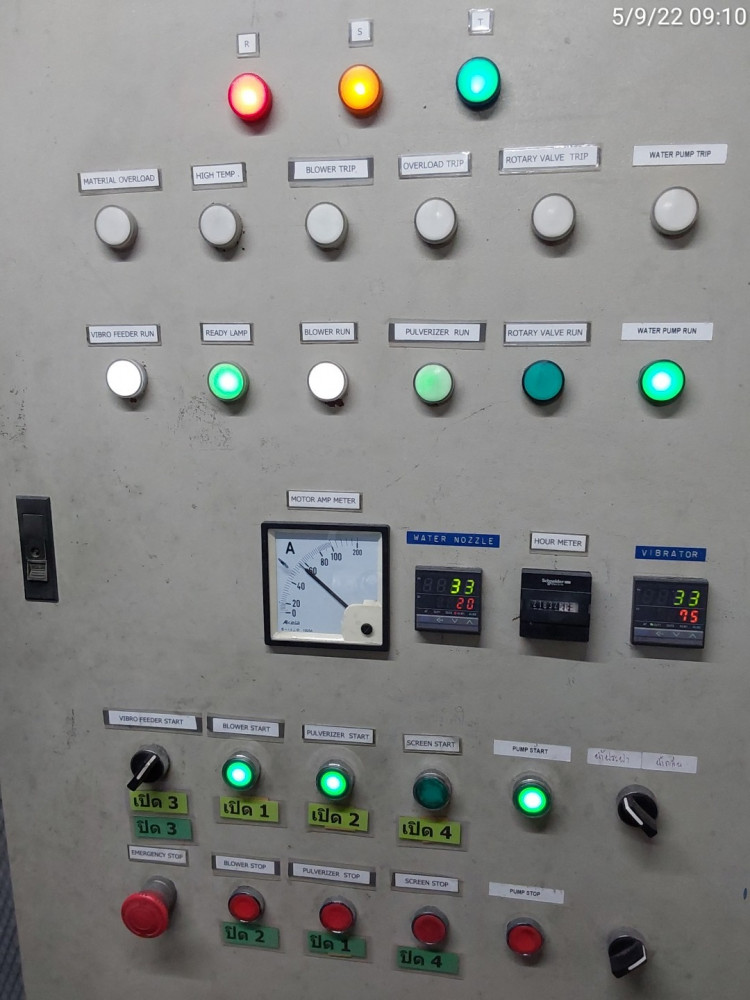 5/9/22 09:10
R
S
T
MATERIAL OVERLOAD
HIGH TEMP.
BLOWER TRIP
OVERLOAD TRIP
ROTARY VALVE TRIP
WATER PUMP TRIP
VIBRO FEEDER RUN
READY LAMP
BLOWER RUN
PULVERIZER RUN
ROTARY VALVE RUN
WATER PUMP RUN
MOTOR AMP METER
WATER NOZZLE
HOUR METER
VIBRATOR
A
200
100
80
60
40
20
0
33
20
Schneider
33
75
VIBRO FEEDER START
BLOWER START
PULVERIZER START
SCREEN START
PUMP START
เปิด 3
เปิด 1
เปิด 2
เปิด 4
ปิด 3
EMERGENCY STOP
BLOWER STOP
PULVERIZER STOP
SCREEN STOP
PUMP STOP
ปิด 2
ปิด 1
ปิด 4